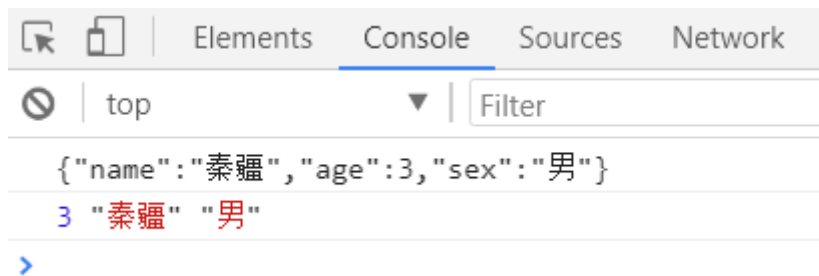 Elements Console Sources Network
top ▼ Filter
{"name":"秦疆","age":3,"sex":"男"}
3 "秦疆" "男"
>